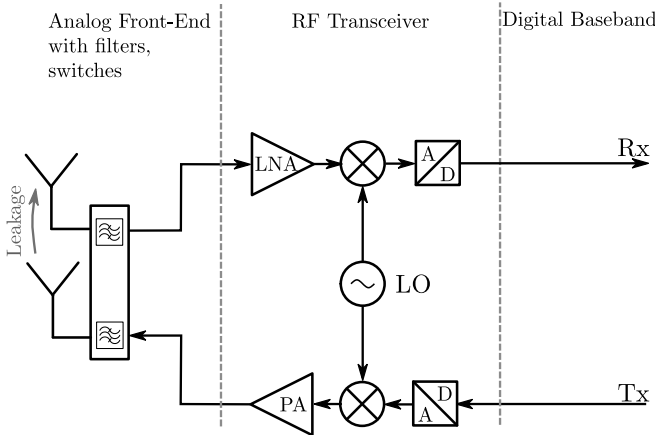 Analog Front-End
with filters,
switches
RF Transceiver
Digital Baseband
Leakage
LNA
A
D
Rx
LO
PA
D
A
Tx